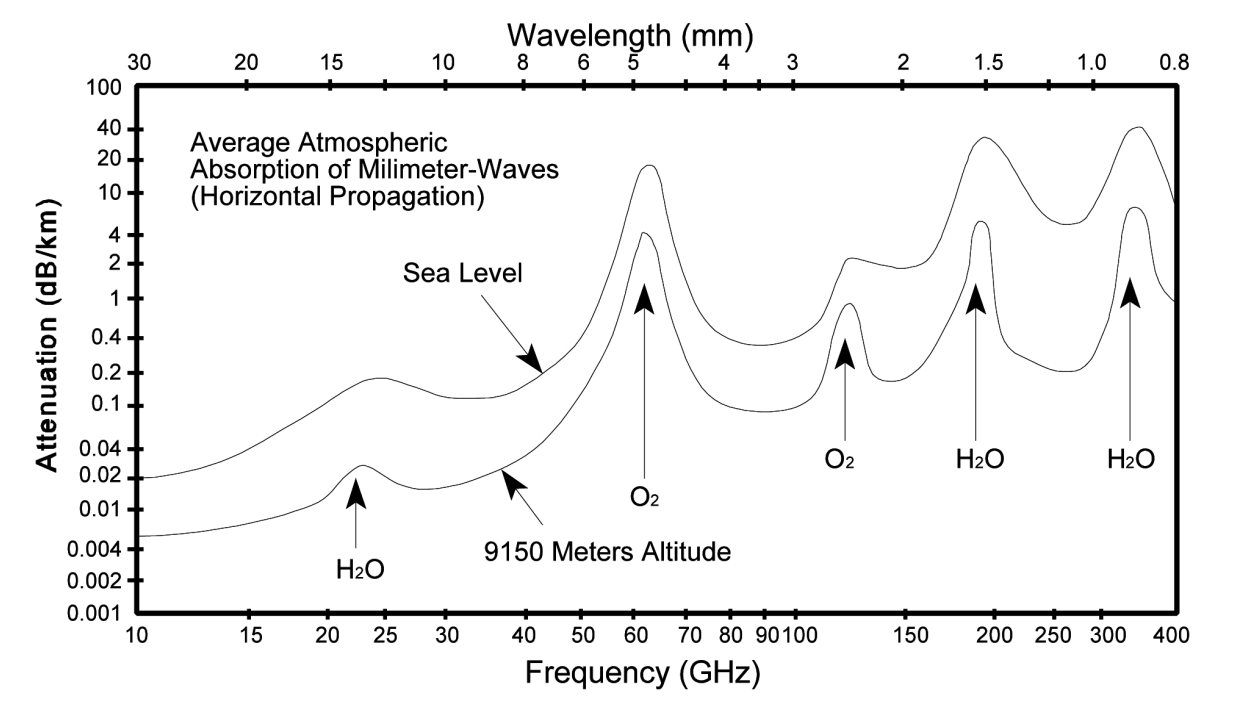 Wavelength (mm)
30 20 15 10 8 6 5 4 3 2 1.5 1.0 0.8
100
40
20
10
4
2
1
0.4
0.2
0.1
0.04
0.02
0.01
0.004
0.002
0.001
Attenuation (dB/km)
Average Atmospheric
Absorption of Milimeter-Waves
(Horizontal Propagation)
Sea Level
O2 H2O H2O
O2
9150 Meters Altitude
H2O
10 15 20 25 30 40 50 60 70 80 90 100 150 200 250 300 400
Frequency (GHz)